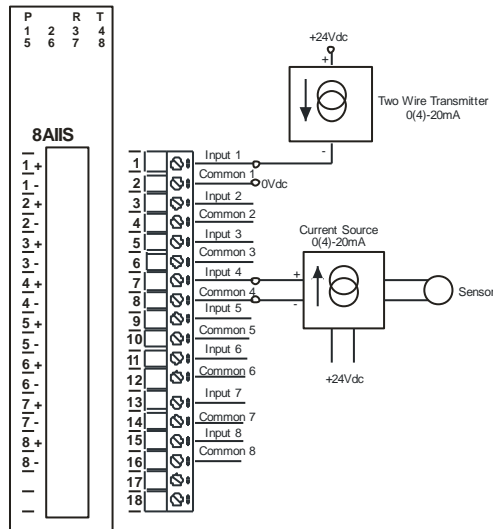 P R T
1 2 3 4
5 6 7 8
8AIIS
1 +
1 -
2 +
2 -
3 +
3 -
4 +
4 -
5 +
5 -
6 +
6 -
7 +
7 -
8 +
8 -
1
2
3
4
5
6
7
8
9
10
11
12
13
14
15
16
17
18
Input 1
Common 1
0Vdc
Input 2
Common 2
Input 3
Common 3
Input 4
Common 4
Input 5
Common 5
Input 6
Common 6
Input 7
Common 7
Input 8
Common 8
+24Vdc
+
-
Two Wire Transmitter
0(4)-20mA
Current Source
0(4)-20mA
+
-
Sensor
+24Vdc